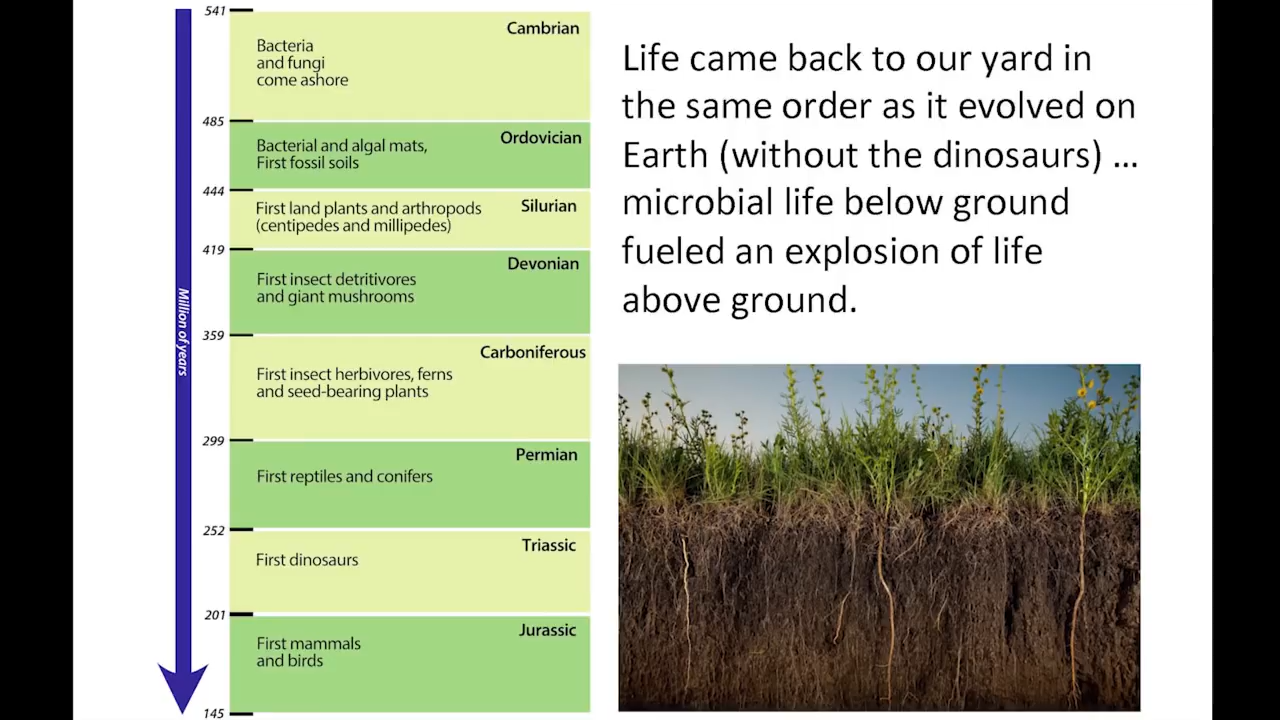 541
Cambrian
Bacteria
and fungi
come ashore
485
Ordovician
Bacterial and algal mats,
First fossil soils
444
Silurian
First land plants and arthropods
(centipedes and millipedes)
419
Devonian
First insect detritivores
and giant mushrooms
359
Carboniferous
First insect herbivores, ferns
and seed-bearing plants
299
Permian
First reptiles and conifers
252
Triassic
First dinosaurs
201
Jurassic
First mammals
and birds
145
Million of years
Life came back to our yard in
the same order as it evolved on
Earth (without the dinosaurs) ...
microbial life below ground
fueled an explosion of life
above ground.